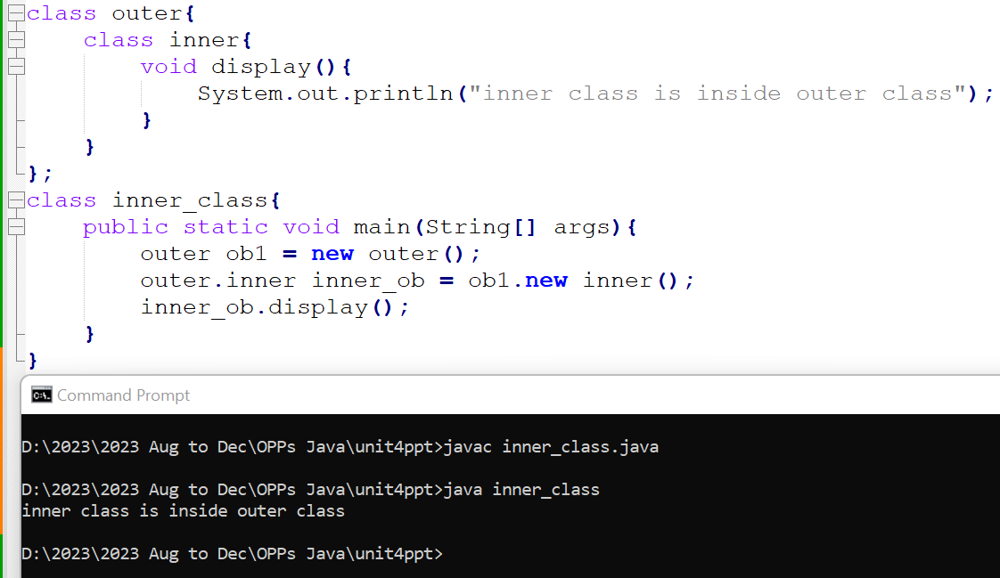 class outer{
class inner{
void display(){
System.out.println("inner class is inside outer class");
}
}
};
class inner_class{
public static void main(String[] args){
outer ob1 = new outer();
outer.inner inner_ob = ob1.new inner();
inner_ob.display();
}
}
C:\.
Command Prompt
D:\2023\2023 Aug to Dec\OPPs Java\unit4ppt>javac inner_class.java
D:\2023\2023 Aug to Dec\OPPs Java\unit4ppt>java inner_class
inner class is inside outer class
D:\2023\2023 Aug to Dec\OPPs Java\unit4ppt>